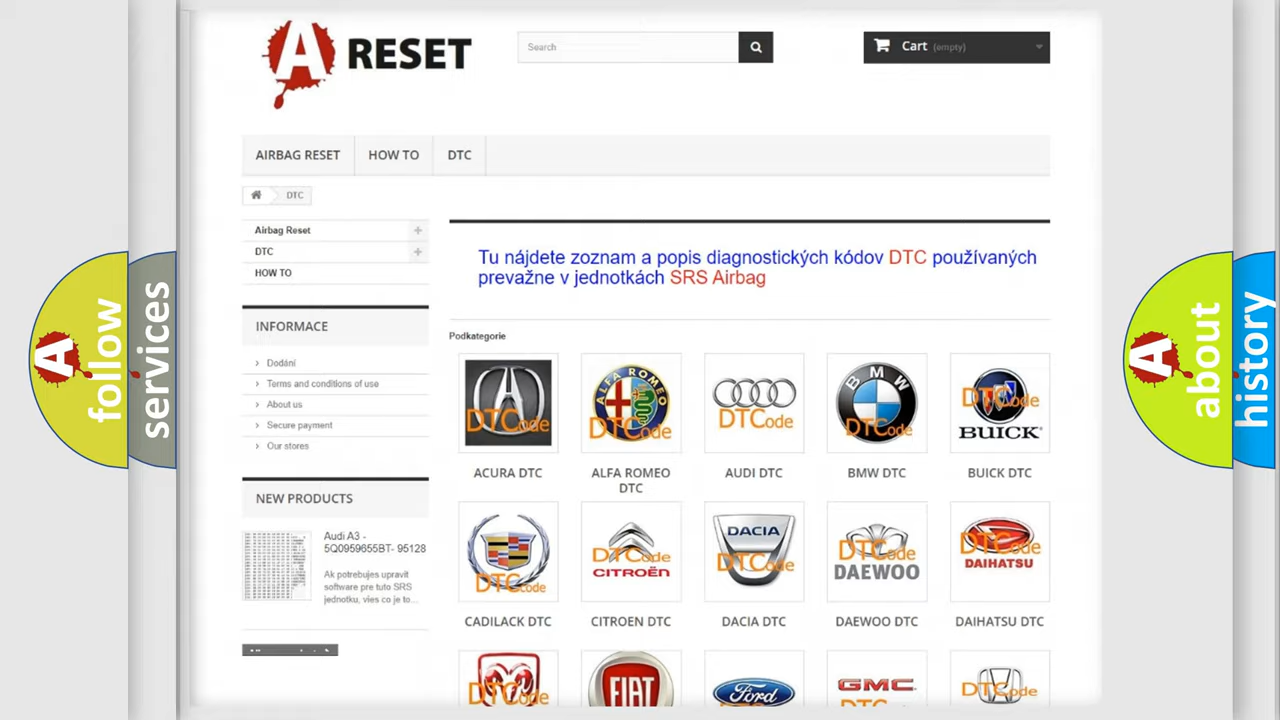 A RESET
Search
Cart (empty)
AIRBAG RESET
HOW TO
DTC
DTC
Airbag Reset
DTC
HOW TO
INFORMACE
Dodání
Terms and conditions of use
About us
Secure payment
Our stores
NEW PRODUCTS
Audi A3 -
5Q0959655BT- 95128
Ak potrebujes upravit
software pre tuto SRS
jednotku, vies co je to...
Tu nájdete zoznam a popis diagnostických kódov DTC používaných
prevažne v jednotkách SRS Airbag
Podkategorie
DTCode
ALFA ROMEO
DTCode
DTCode
BMW
DTCode
DTCode
BUICK
ACURA DTC
ALFA ROMEO
DTC
AUDI DTC
BMW DTC
BUICK DTC
DTCode
DTCode
CITROËN
DACIA
DTCode
DTCode
DAEWOO
DTCode
DAIHATSU
CADILACK DTC
CITROEN DTC
DACIA DTC
DAEWOO DTC
DAIHATSU DTC
DTCode
FIAT
Ford
GMC
DTCode
A follow
services
A about
history